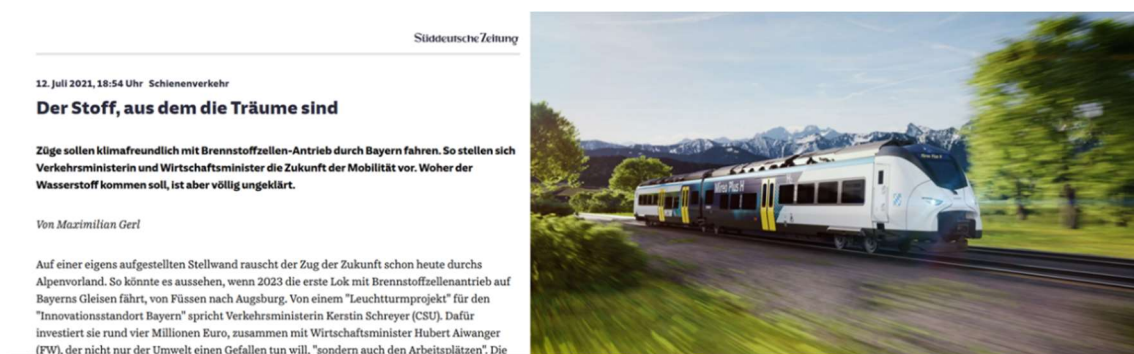 Süddeutsche Zeitung
12. Juli 2021, 18:54 Uhr Schienenverkehr
Der Stoff, aus dem die Träume sind
Züge sollen klimafreundlich mit Brennstoffzellen-Antrieb durch Bayern fahren. So stellen sich
Verkehrsministerin und Wirtschaftsminister die Zukunft der Mobilität vor. Woher der
Wasserstoff kommen soll, ist aber völlig ungeklärt.
Von Maximilian Gerl
Auf einer eigens aufgestellten Stellwand rauscht der Zug der Zukunft schon heute durchs
Alpenvorland. So könnte es aussehen, wenn 2023 die erste Lok mit Brennstoffzellenantrieb auf
Bayerns Gleisen fährt, von Füssen nach Augsburg. Von einem "Leuchtturmprojekt" für den
"Innovationsstandort Bayern" spricht Verkehrsministerin Kerstin Schreyer (CSU). Dafür
investiert sie rund vier Millionen Euro, zusammen mit Wirtschaftsminister Hubert Aiwanger
(FW), der nicht nur der Umwelt einen Gefallen tun will, "sondern auch den Arbeitsplätzen". Die
Mireo Plus H
Mireo Plus H